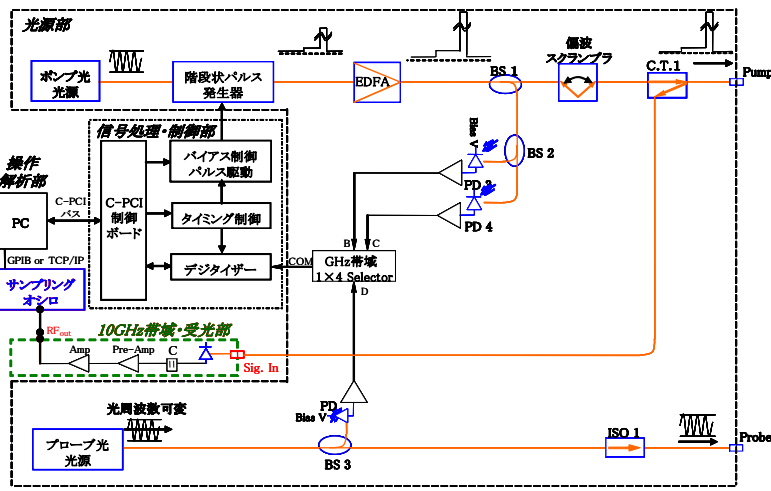 光源部
ポンプ光
光源
階段状パルス
発生器
EDFA
BS 1
偏波
スクランブラ
C.T.1
Pump
信号処理・制御部
バイアス制御
パルス駆動
Bias V
BS 2
操作
解析部
C-PCI
バス
C-PCI
制御
ボード
PC
タイミング制御
PD 3
PD 4
GPIB or TCP/IP
デジタイザー
COM
B
C
GHz帯域
1×4 Selector
D
サンプリング
オシロ
RFout
10GHz帯域・受光部
Amp
Pre-Amp
C
Sig. In
光周波数可変
PD
Bias V
プローブ光
光源
BS 3
ISO 1
Probe